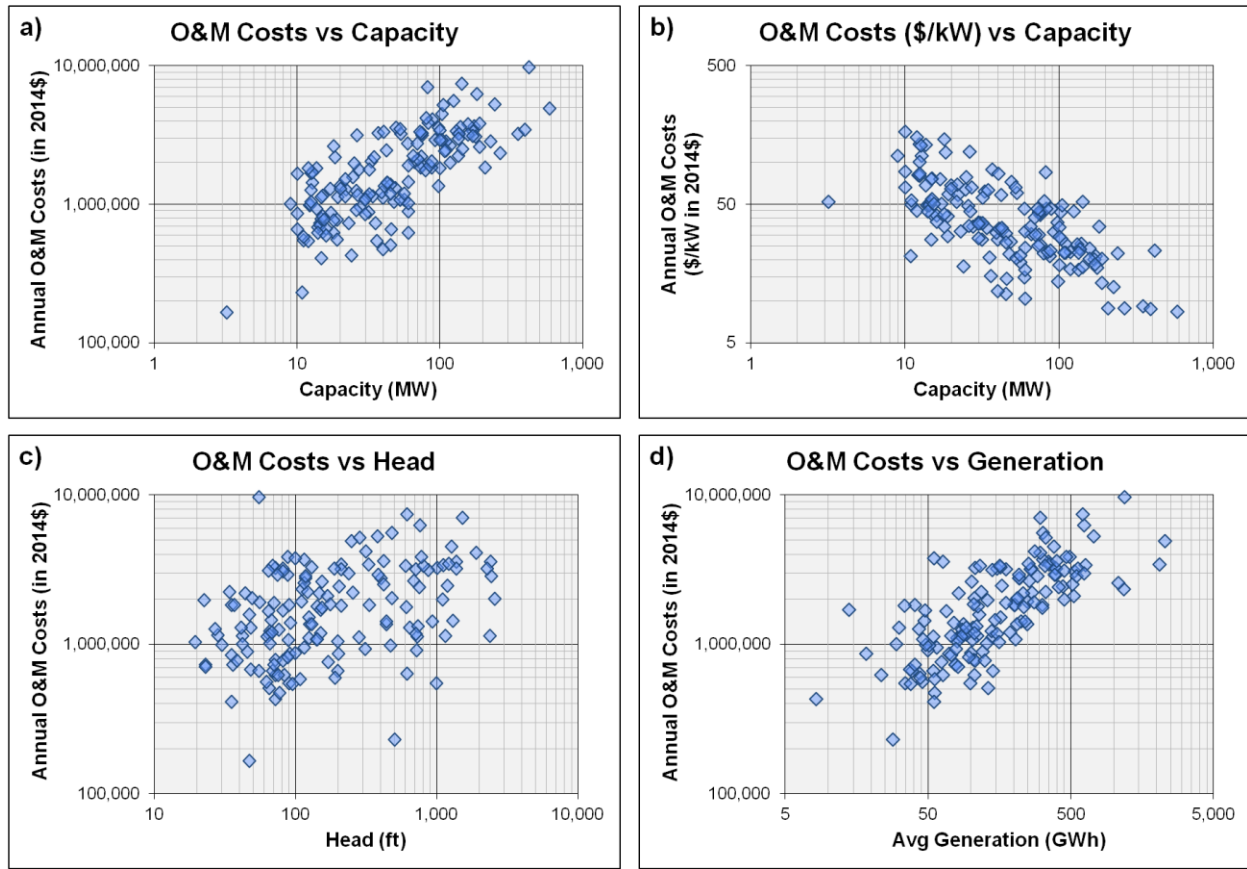 a)
O&M Costs vs Capacity
Annual O&M Costs (in 2014$)
10,000,000
1,000,000
100,000
1
10
100
1,000
Capacity (MW)
b)
O&M Costs ($/kW) vs Capacity
Annual O&M Costs
($/kW in 2014$)
500
50
5
1
10
100
1,000
Capacity (MW)
c)
O&M Costs vs Head
Annual O&M Costs (in 2014$)
10,000,000
1,000,000
100,000
10
100
1,000
10,000
Head (ft)
d)
O&M Costs vs Generation
Annual O&M Costs (in 2014$)
10,000,000
1,000,000
100,000
5
50
500
5,000
Avg Generation (GWh)